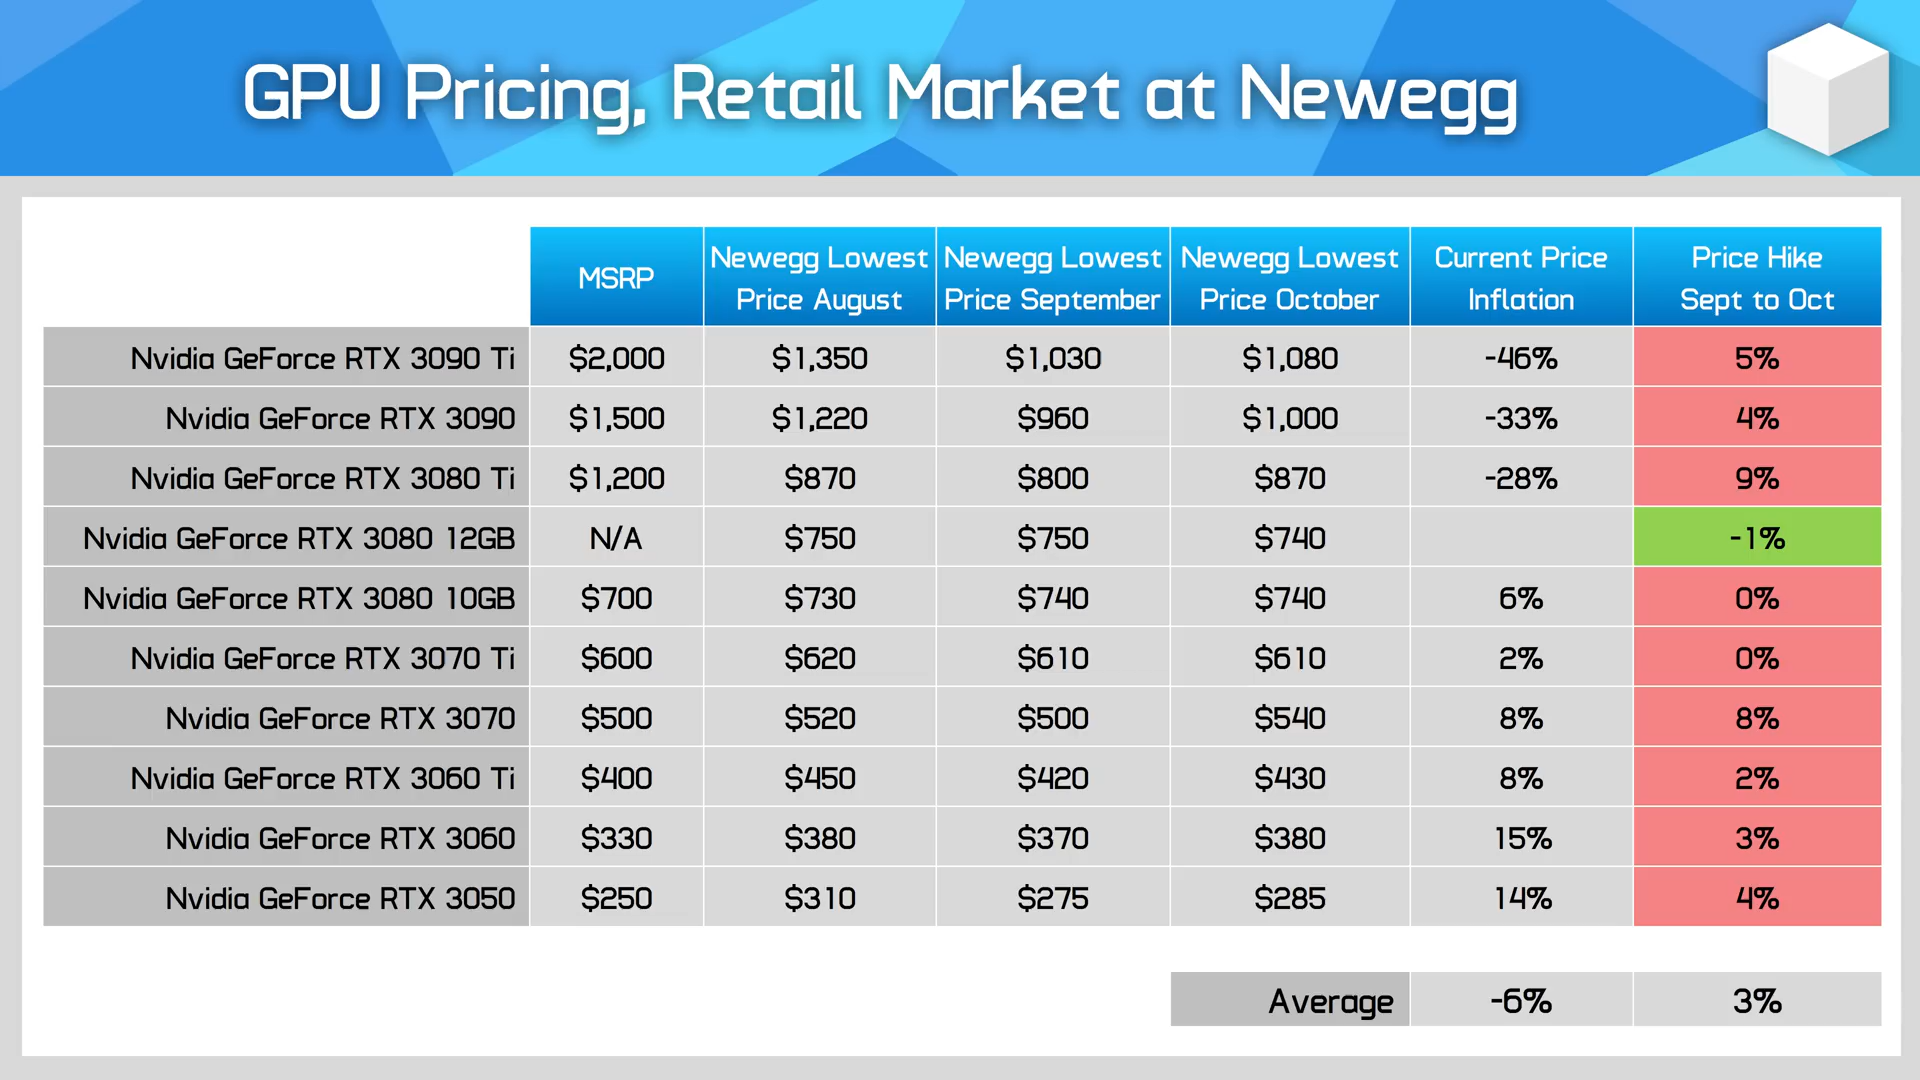 GPU Pricing, Retail Market at Newegg
MSRP
Newegg Lowest
Price August
Newegg Lowest
Price September
Newegg Lowest
Price October
Current Price
Inflation
Price Hike
Sept to Oct
Nvidia GeForce RTX 3090 Ti $2,000 $1,350 $1,030 $1,080 -46% 5%
Nvidia GeForce RTX 3090 $1,500 $1,220 $960 $1,000 -33% 4%
Nvidia GeForce RTX 3080 Ti $1,200 $870 $800 $870 -28% 9%
Nvidia GeForce RTX 3080 12GB N/A $750 $750 $740 -1%
Nvidia GeForce RTX 3080 10GB $700 $730 $740 $740 6% 0%
Nvidia GeForce RTX 3070 Ti $600 $620 $610 $610 2% 0%
Nvidia GeForce RTX 3070 $500 $520 $500 $540 8% 8%
Nvidia GeForce RTX 3060 Ti $400 $450 $420 $430 8% 2%
Nvidia GeForce RTX 3060 $330 $380 $370 $380 15% 3%
Nvidia GeForce RTX 3050 $250 $310 $275 $285 14% 4%
Average -6% 3%